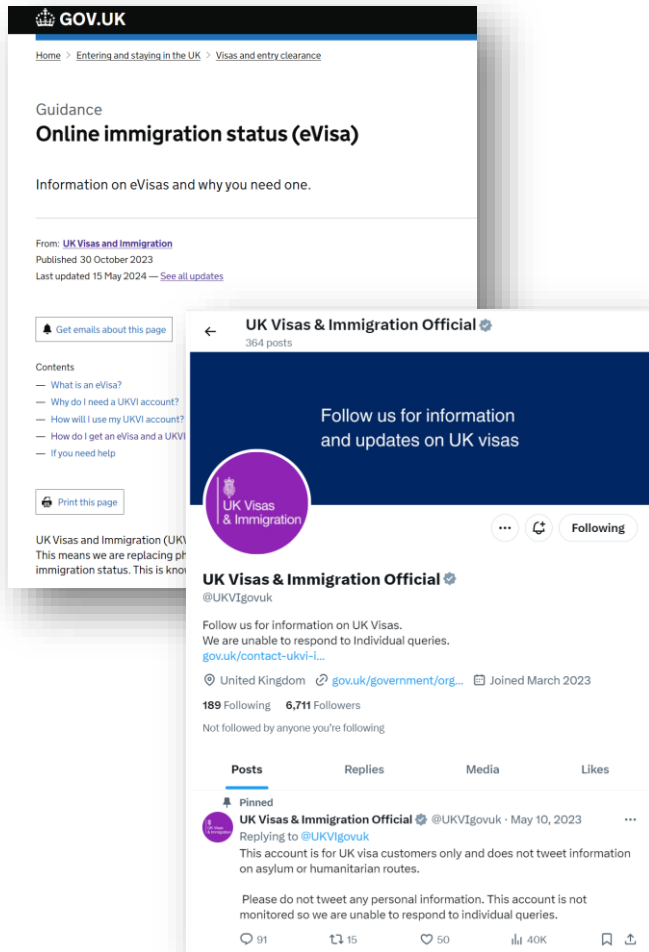 GOV.UK
Home > Entering and staying in the UK > Visas and entry clearance
Guidance
Online immigration status (eVisa)
Information on eVisas and why you need one.
From: UK Visas and Immigration
Published 30 October 2023
Last updated 15 May 2024 — See all updates
Get emails about this page
Contents
— What is an eVisa?
— Why do I need a UKVI account?
— How will I use my UKVI account?
— How do I get an eVisa and a UKVI
— If you need help
Print this page
UK Visas and Immigration (UKV
This means we are replacing ph
immigration status. This is know
UK Visas & Immigration Official
364 posts
Follow us for information
and updates on UK visas
UK Visas
& Immigration
Following
UK Visas & Immigration Official
@UKVIgovuk
Follow us for information on UK Visas.
We are unable to respond to Individual queries.
gov.uk/contact-ukvi-i...
United Kingdom gov.uk/government/org... Joined March 2023
189 Following 6,711 Followers
Not followed by anyone you're following
Posts Replies Media Likes
Pinned
UK Visas & Immigration Official @UKVIgovuk · May 10, 2023
Replying to @UKVIgovuk
This account is for UK visa customers only and does not tweet information
on asylum or humanitarian routes.
Please do not tweet any personal information. This account is not
monitored so we are unable to respond to individual queries.
91 15 50 40K